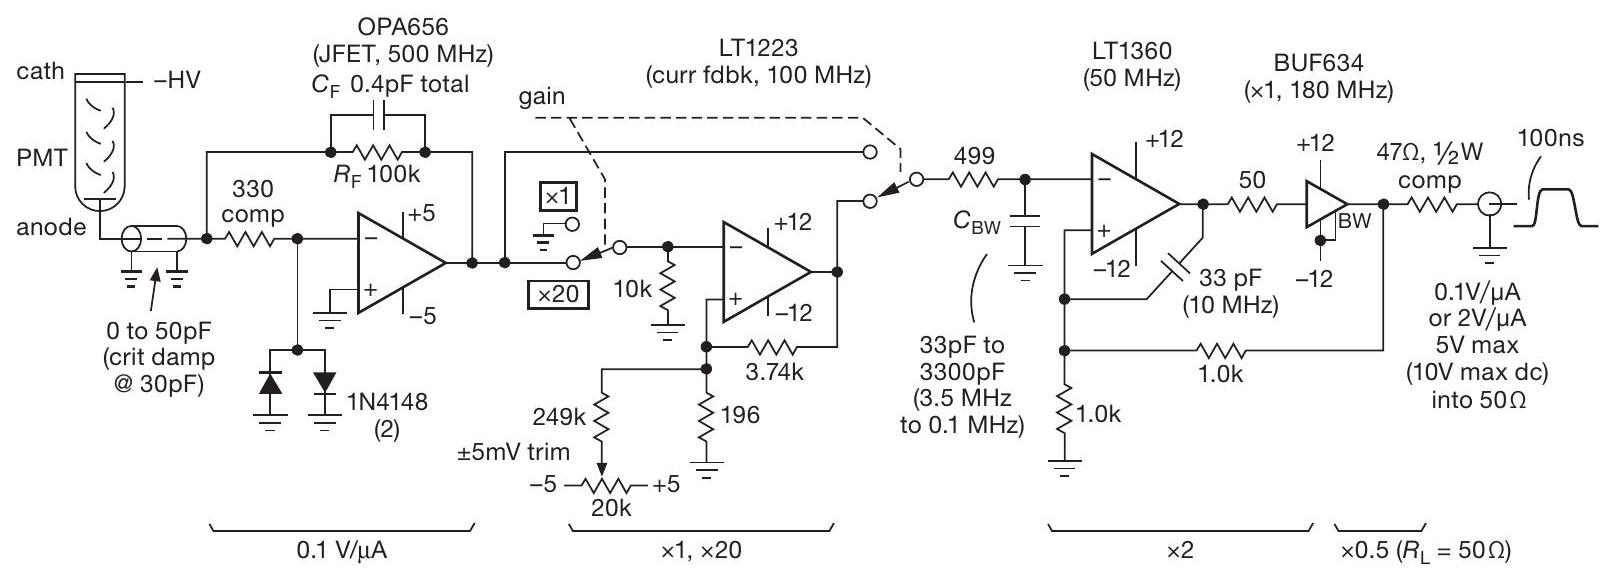 cath
−HV
PMT
anode
0 to 50pF
(crit damp
@ 30pF)
OPA656
(JFET, 500 MHz)
CF 0.4pF total
RF 100k
330
comp
+5
−
+
−5
1N4148
(2)
0.1 V/μA
gain
×1
×20
LT1223
(curr fdbk, 100 MHz)
10k
+12
−
+
−12
3.74k
249k
196
±5mV trim
−5
+5
20k
×1, ×20
499
CBW
33pF to
3300pF
(3.5 MHz
to 0.1 MHz)
LT1360
(50 MHz)
+12
−
+
−12
33 pF
(10 MHz)
50
1.0k
1.0k
×2
BUF634
(×1, 180 MHz)
+12
BW
−12
47Ω, ½W
comp
100ns
0.1V/μA
or 2V/μA
5V max
(10V max dc)
into 50Ω
×0.5 (RL = 50Ω)